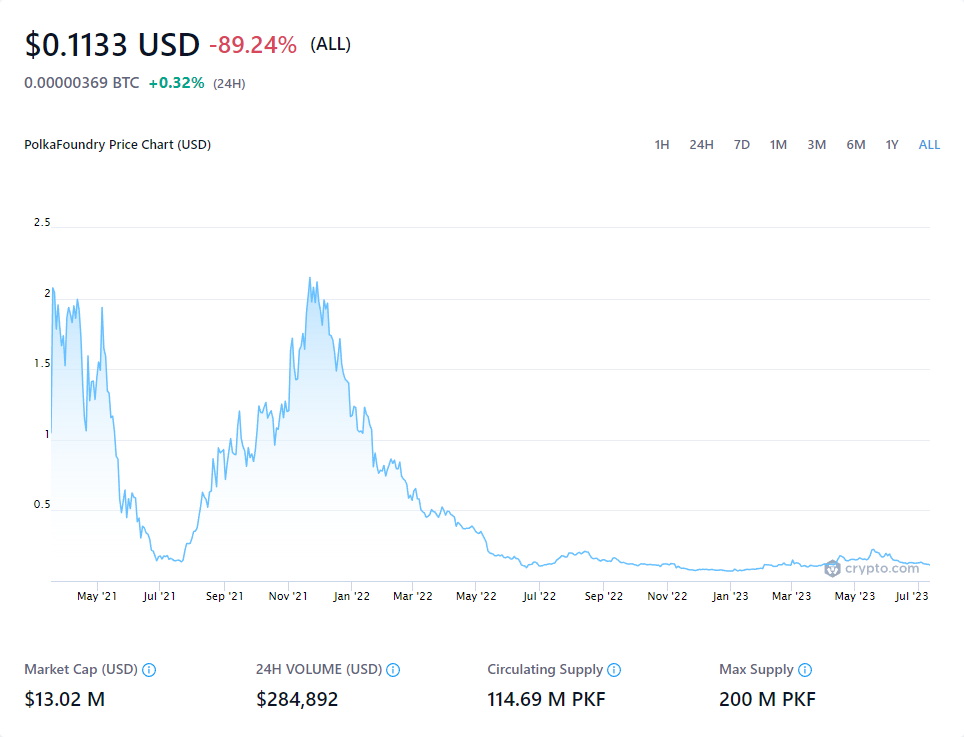 $0.1133 USD -89.24% (ALL)
0.00000369 BTC +0.32% (24H)
PolkaFoundry Price Chart (USD) 1H 24H 7D 1M 3M 6M 1Y ALL
2.5
2
1.5
1
0.5
crypto.com
May '21 Jul '21 Sep '21 Nov '21 Jan '22 Mar '22 May '22 Jul '22 Sep '22 Nov '22 Jan '23 Mar '23 May '23 Jul '23
Market Cap (USD) 24H VOLUME (USD) Circulating Supply Max Supply
$13.02 M $284,892 114.69 M PKF 200 M PKF